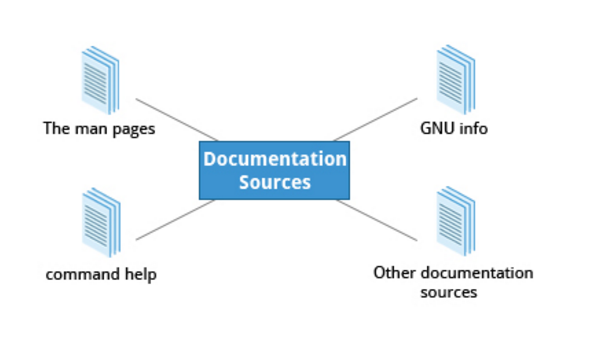 The man pages
GNU info
Documentation
Sources
command help
Other documentation
sources